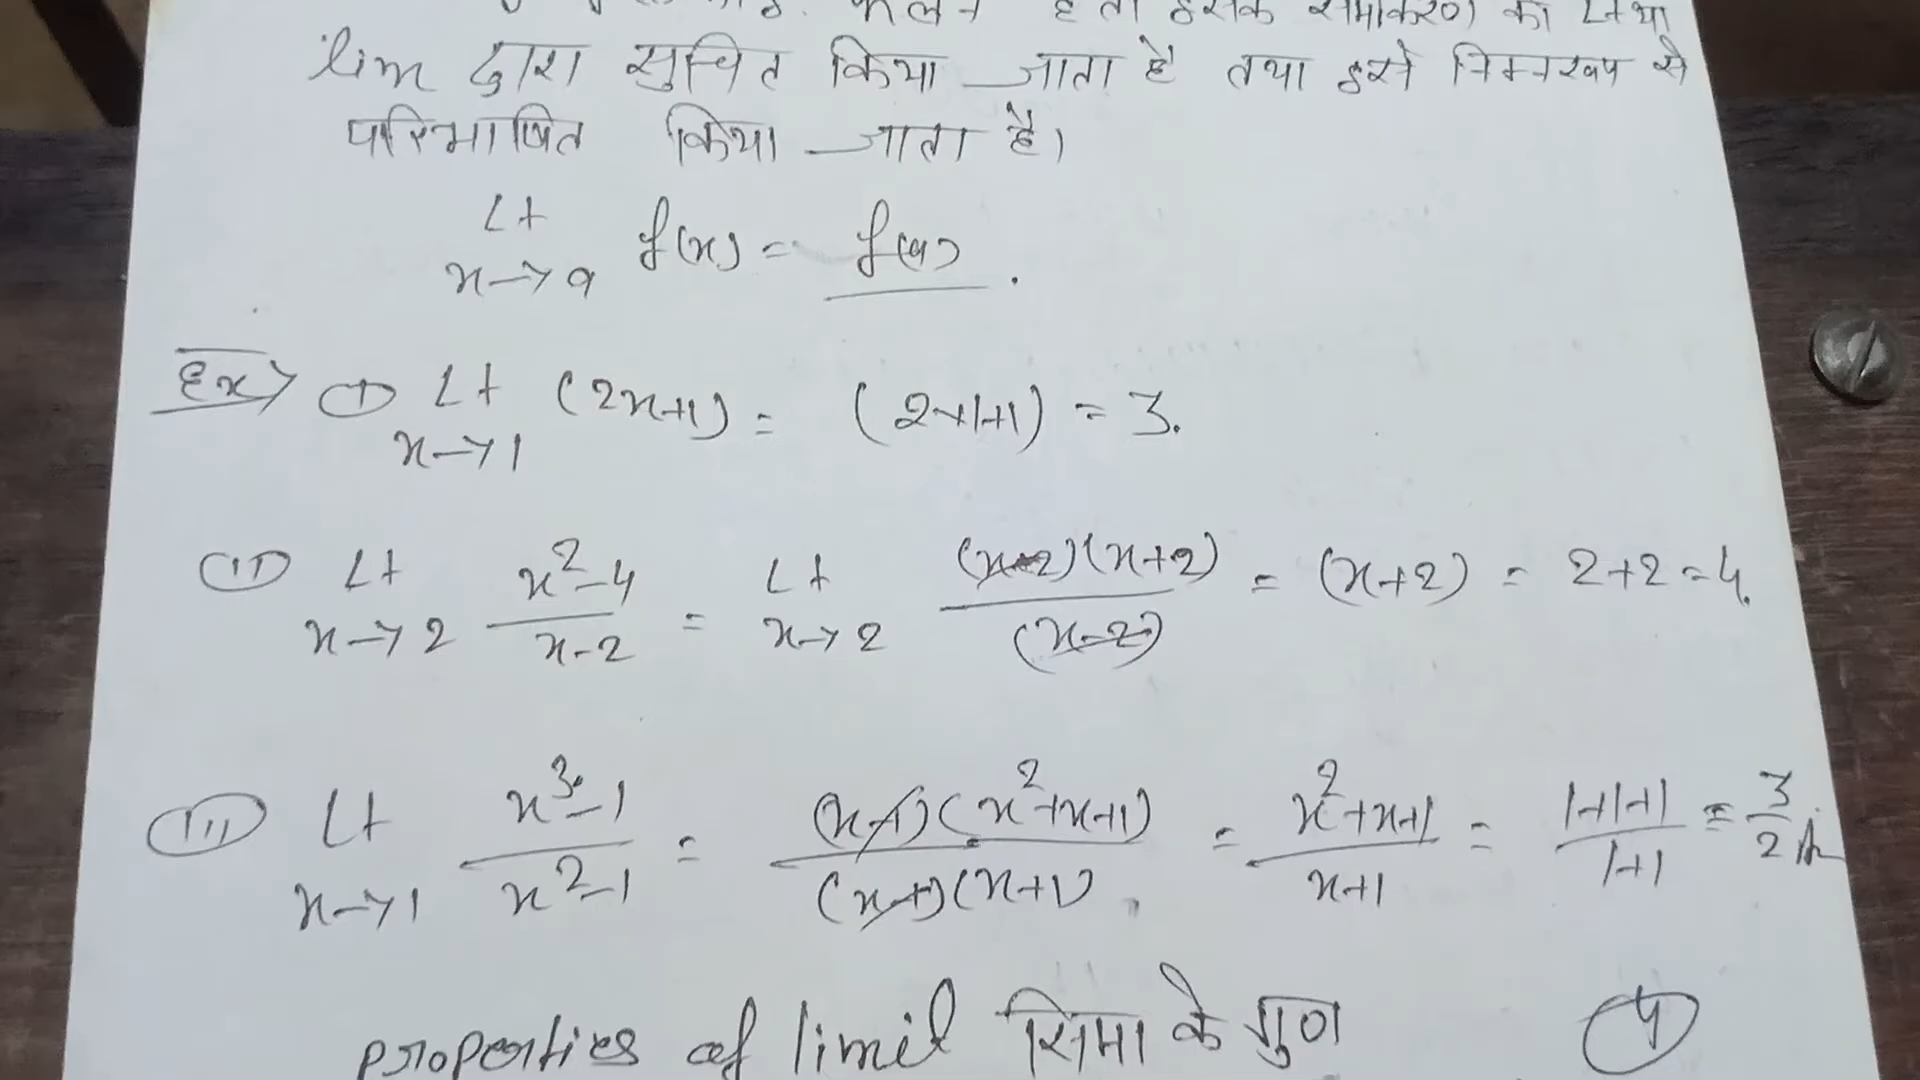 को Lt या
lim द्वारा सुचित किया जाता है तथा इसे निम्नरूप से
परिभाषित किया जाता है।
Lt x→a f(x) = f(a).
Ex> (I) Lt x→1 (2x+1) = (2+1+1) = 3.
(II) Lt x→2 x²-4 / x-2 = Lt x→2 (x-2)(x+2) / (x-2) = (x+2) = 2+2=4.
(III) Lt x→1 x³-1 / x²-1 = (x-1)(x²+x+1) / (x-1)(x+1) = x²+x+1 / x+1 = 1+1+1 / 1+1 = 3/2
properties of limit सिमा के गुण